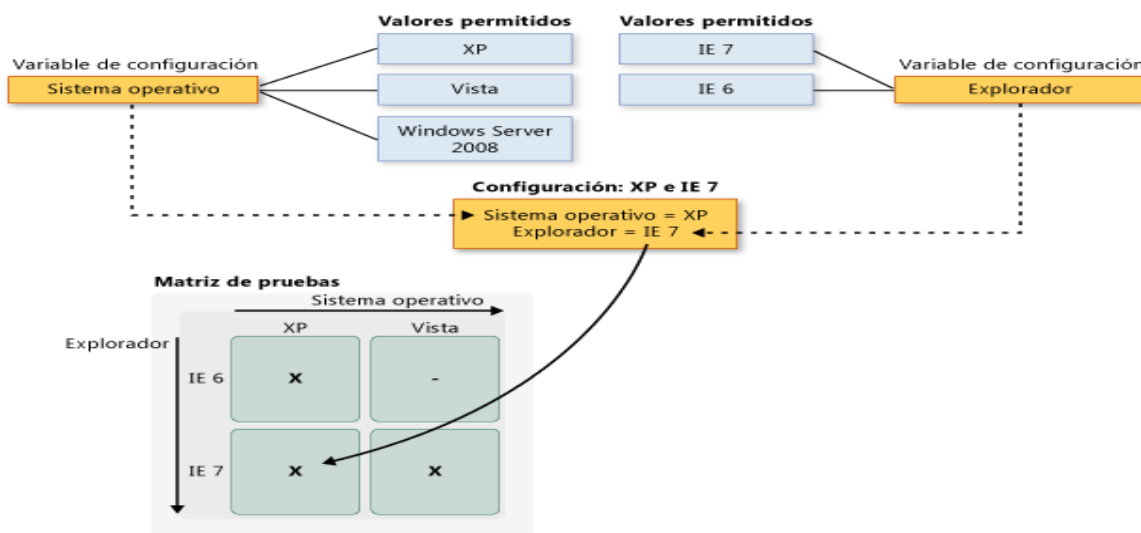 Valores permitidos
XP
Vista
Windows Server
2008
Variable de configuración
Sistema operativo
Valores permitidos
IE 7
IE 6
Variable de configuración
Explorador
Configuración: XP e IE 7
Sistema operativo = XP
Explorador = IE 7
Matriz de pruebas
Sistema operativo
XP
Vista
Explorador
IE 6
X
-
IE 7
X
X